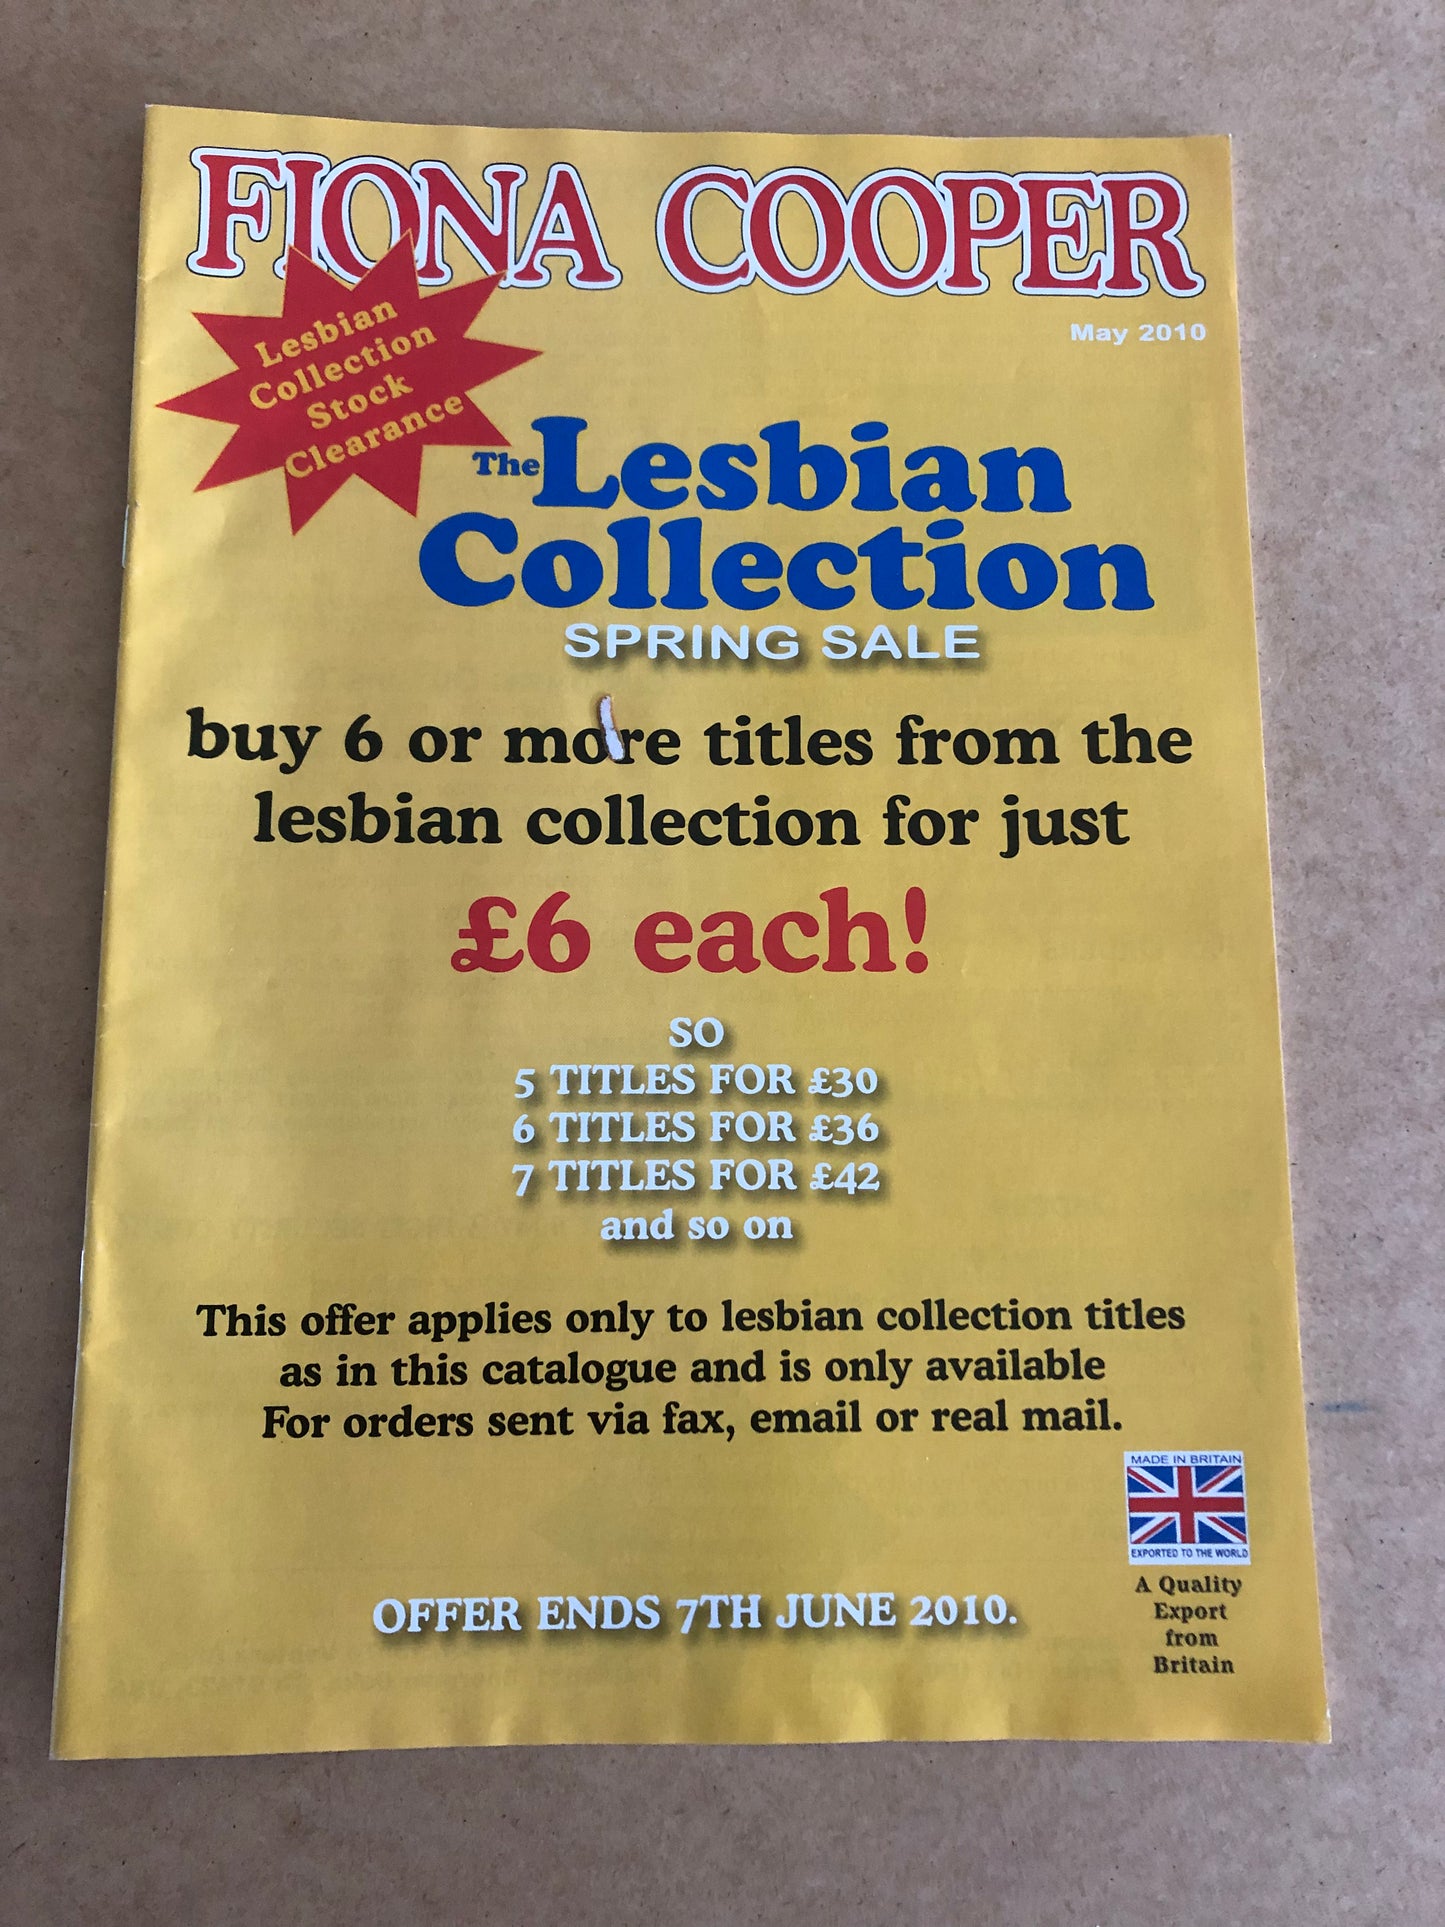 FIONA COOPER
May 2010
Lesbian
Collection
Stock
Clearance
The Lesbian
Collection
SPRING SALE
buy 6 or more titles from the
lesbian collection for just
£6 each!
SO
5 TITLES FOR £30
6 TITLES FOR £36
7 TITLES FOR £42
and so on
This offer applies only to lesbian collection titles
as in this catalogue and is only available
For orders sent via fax, email or real mail.
MADE IN BRITAIN
EXPORTED TO THE WORLD
A Quality
Export
from
Britain
OFFER ENDS 7TH JUNE 2010.